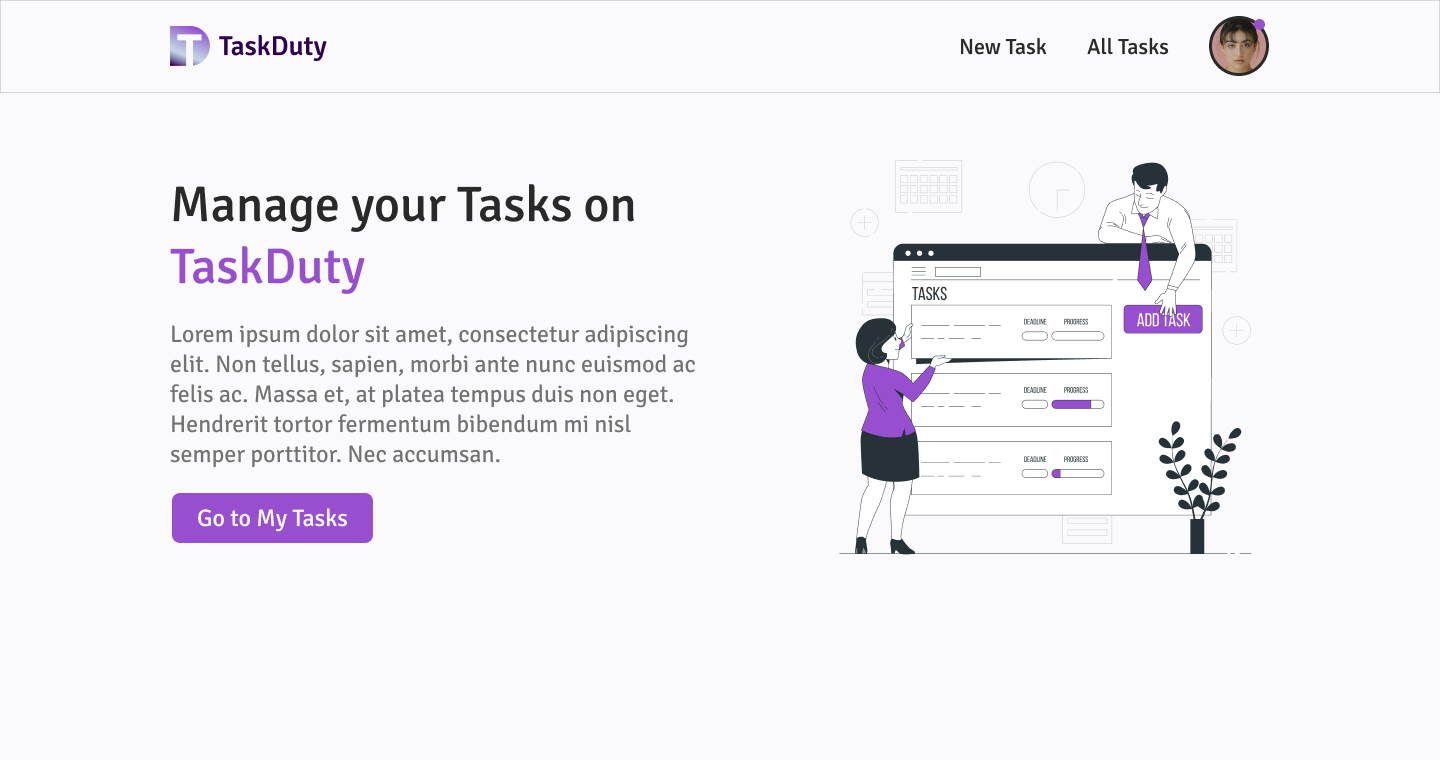 TaskDuty
New Task
All Tasks
Manage your Tasks on
TaskDuty
Lorem ipsum dolor sit amet, consectetur adipiscing
elit. Non tellus, sapien, morbi ante nunc euismod ac
felis ac. Massa et, at platea tempus duis non eget.
Hendrerit tortor fermentum bibendum mi nisl
semper porttitor. Nec accumsan.
Go to My Tasks
TASKS
DEADLINE PROGRESS
ADD TASK
DEADLINE PROGRESS
DEADLINE PROGRESS